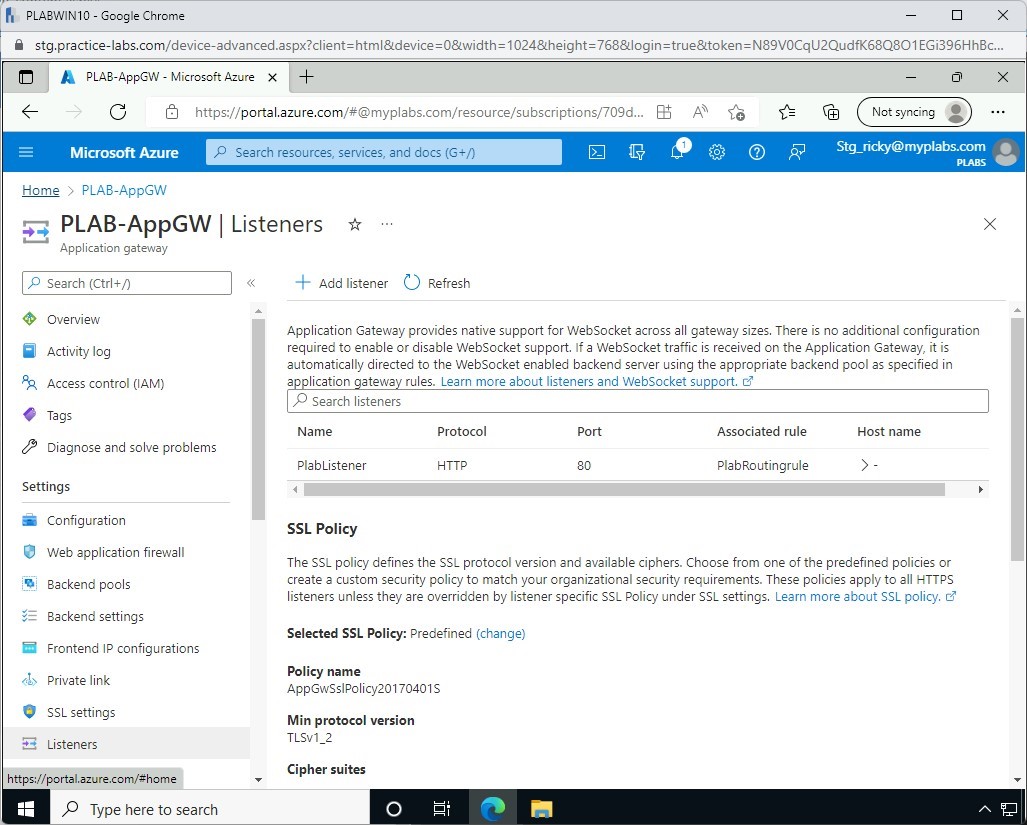 PLABWIN10 - Google Chrome
stg.practice-labs.com/device-advanced.aspx?client=html&device=0&width=1024&height=768&login=true&token=N89V0CqU2QudfK68Q8O1EGi396HhBc...
PLAB-AppGW - Microsoft Azure
https://portal.azure.com/#@myplabs.com/resource/subscriptions/709d...
Not syncing
Microsoft Azure
Search resources, services, and docs (G+/)
1
Stg_ricky@myplabs.com
PLABS
Home > PLAB-AppGW
PLAB-AppGW | Listeners
Application gateway
Search (Ctrl+/)
Overview
Activity log
Access control (IAM)
Tags
Diagnose and solve problems
Settings
Configuration
Web application firewall
Backend pools
Backend settings
Frontend IP configurations
Private link
SSL settings
Listeners
Add listener
Refresh
Application Gateway provides native support for WebSocket across all gateway sizes. There is no additional configuration
required to enable or disable WebSocket support. If a WebSocket traffic is received on the Application Gateway, it is
automatically directed to the WebSocket enabled backend server using the appropriate backend pool as specified in
application gateway rules. Learn more about listeners and WebSocket support.
Search listeners
Name Protocol Port Associated rule Host name
PlabListener HTTP 80 PlabRoutingrule > -
SSL Policy
The SSL policy defines the SSL protocol version and available ciphers. Choose from one of the predefined policies or
create a custom security policy to match your organizational security requirements. These policies apply to all HTTPS
listeners unless they are overridden by listener specific SSL Policy under SSL settings. Learn more about SSL policy.
Selected SSL Policy: Predefined (change)
Policy name
AppGwSslPolicy20170401S
Min protocol version
TLSv1_2
Cipher suites
https://portal.azure.com/#home
Type here to search